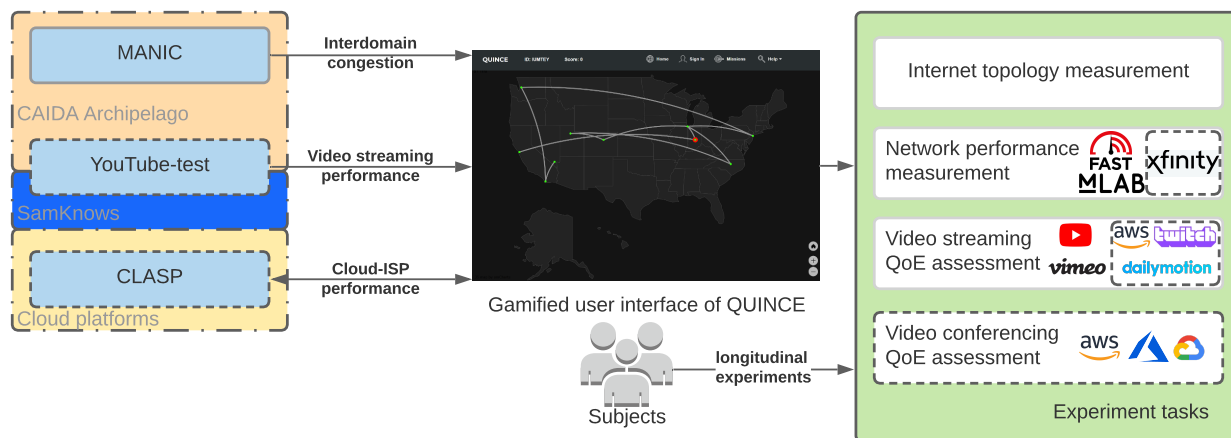 MANIC
CAIDA Archipelago
YouTube-test
SamKnows
CLASP
Cloud platforms
Interdomain
congestion
Video streaming
performance
Cloud-ISP
performance
QUINCE ID: IUMTEY Score: 0 Home Sign In Missions Help
Gamified user interface of QUINCE
Subjects
longitudinal
experiments
Internet topology measurement
Network performance
measurement
FAST
MLAB
xfinity
Video streaming
QoE assessment
aws
twitch
vimeo
dailymotion
Video conferencing
QoE assessment
aws
Experiment tasks